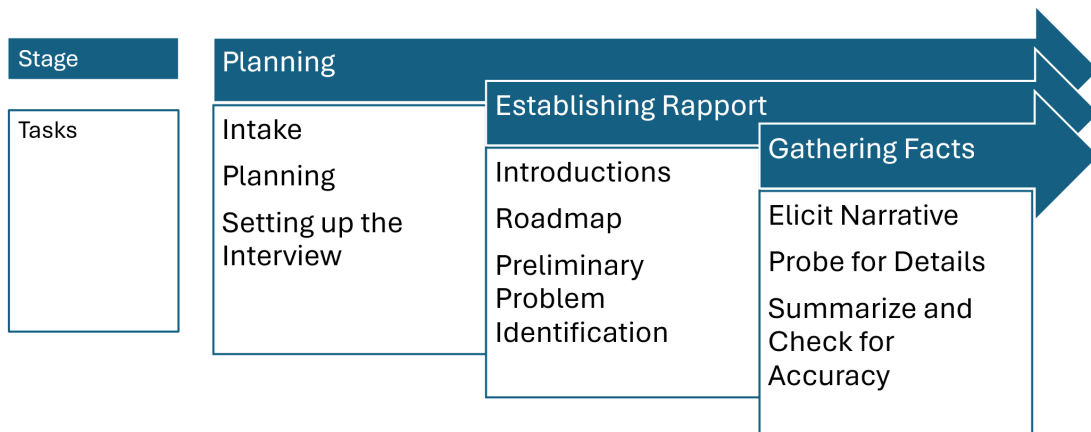 Stage
Tasks
Planning
Intake
Planning
Setting up the
Interview
Establishing Rapport
Introductions
Roadmap
Preliminary
Problem
Identification
Gathering Facts
Elicit Narrative
Probe for Details
Summarize and
Check for
Accuracy